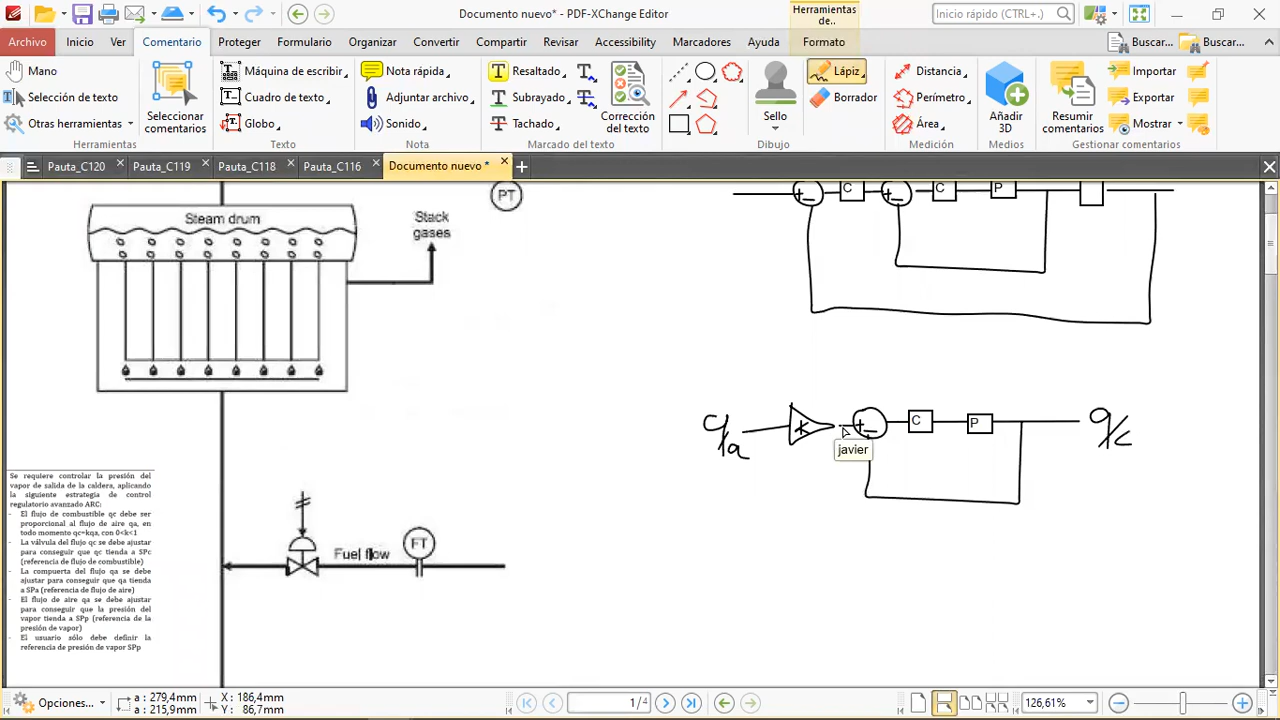 Documento nuevo * - PDF-XChange Editor
Herramientas de..
Inicio rápido (CTRL+.)
Archivo Inicio Ver Comentario Proteger Formulario Organizar Convertir Compartir Revisar Accessibility Marcadores Ayuda Formato Buscar... Buscar...
Mano
Selección de texto
Otras herramientas
Seleccionar comentarios
Herramientas
Máquina de escribir
Cuadro de texto
Globo
Texto
Nota rápida
Adjuntar archivo
Sonido
Nota
Resaltado
Subrayado
Tachado
Corrección del texto
Marcado del texto
Sello
Lápiz
Borrador
Dibujo
Distancia
Perímetro
Área
Medición
Añadir 3D
Medios
Resumir comentarios
Importar
Exportar
Mostrar
Gestionar comentarios
Pauta_C120 Pauta_C119 Pauta_C118 Pauta_C116 Documento nuevo *
PT
Steam drum
Stack
gases
C C P
qa K + − C P qc
javier
Se requiere controlar la presión del
vapor de salida de la caldera, aplicando
la siguiente estrategia de control
regulatorio avanzado ARC:
- El flujo de combustible qc debe ser
proporcional al flujo de aire qa, en
todo momento qc=kqa, con 0<k<1
- La válvula del flujo qc se debe ajustar
para conseguir que qc tienda a SPc
(referencia de flujo de combustible)
- La compuerta del flujo qa se debe
ajustar para conseguir que qa tienda
a SPa (referencia de flujo de aire)
- El flujo de aire qa se debe ajustar
para conseguir que la presión del
vapor tienda a SPp (referencia de la
presión de vapor)
- El usuario sólo debe definir la
referencia de presión de vapor SPp
FT
Fuel flow
Opciones... a : 279,4mm X : 186,4mm 1/4 126,61%
a : 215,9mm Y : 86,7mm